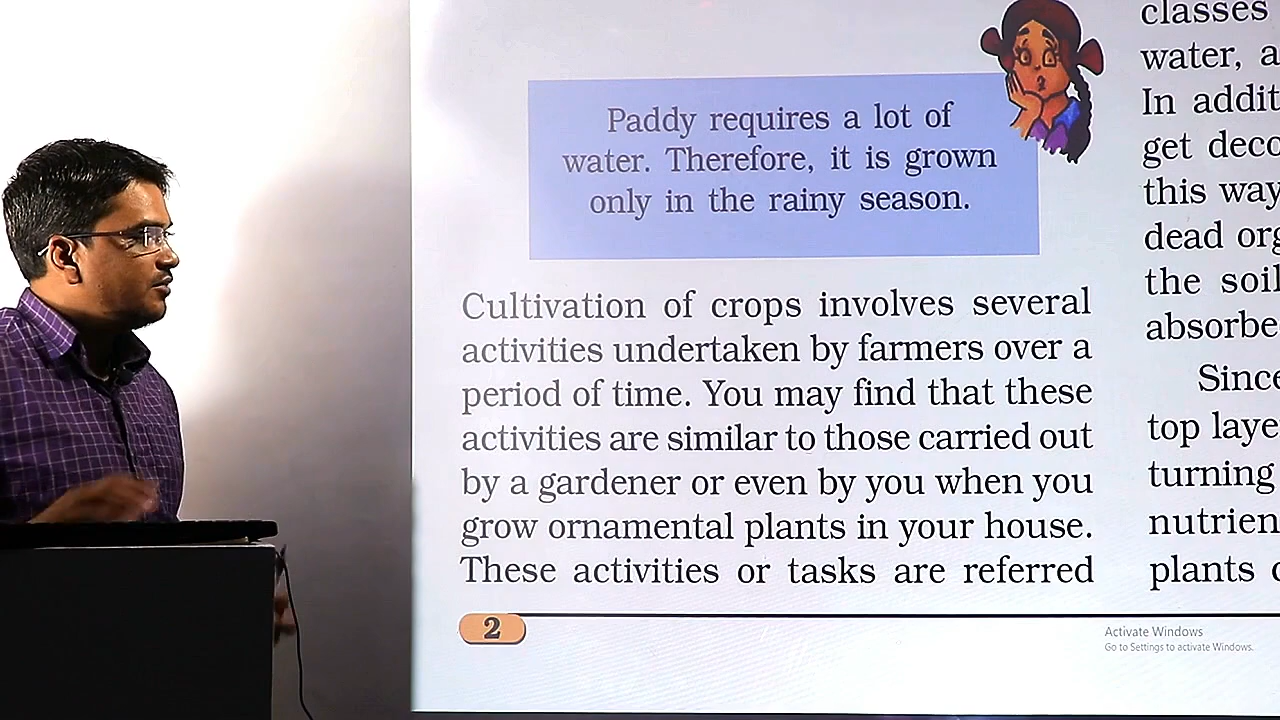 Paddy requires a lot of
water. Therefore, it is grown
only in the rainy season.
Cultivation of crops involves several
activities undertaken by farmers over a
period of time. You may find that these
activities are similar to those carried out
by a gardener or even by you when you
grow ornamental plants in your house.
These activities or tasks are referred
2
classes
water, a
In addit
get deco
this way
dead org
the soil
absorbe
Since
top laye
turning
nutrien
plants c
Activate Windows
Go to Settings to activate Windows.